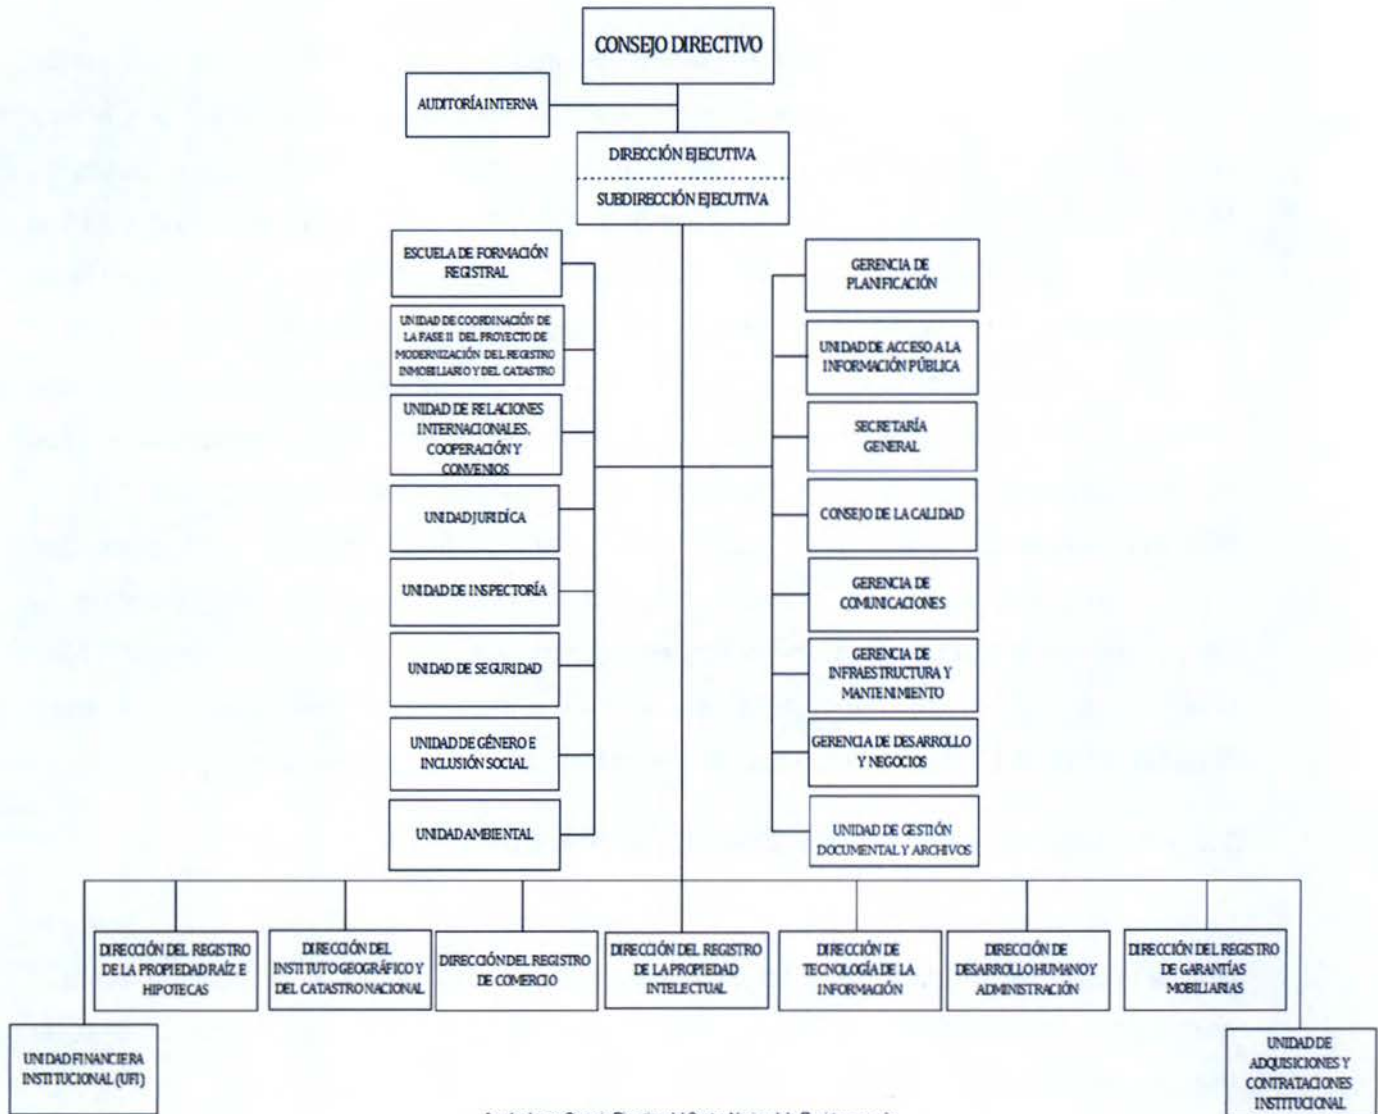 CONSEJO DIRECTIVO
AUDITORÍA INTERNA
DIRECCIÓN EJECUTIVA
SUBDIRECCIÓN EJECUTIVA
ESCUELA DE FORMACIÓN
REGISTRAL
UNIDAD DE COORDINACIÓN DE
LA FASE II DEL PROYECTO DE
MODERNIZACIÓN DEL REGISTRO
INMOBILIARIO Y DEL CATASTRO
UNIDAD DE RELACIONES
INTERNACIONALES,
COOPERACIÓN Y
CONVENIOS
UNIDAD JURIDÍCA
UNIDAD DE INSPECTORÍA
UNIDAD DE SEGURIDAD
UNIDAD DE GÉNERO E
INCLUSIÓN SOCIAL
UNIDAD AMBIENTAL
GERENCIA DE
PLANIFICACIÓN
UNIDAD DE ACCESO A LA
INFORMACIÓN PÚBLICA
SECRETARÍA
GENERAL
CONSEJO DE LA CALIDAD
GERENCIA DE
COMUNICACIONES
GERENCIA DE
INFRAESTRUCTURA Y
MANTENIMIENTO
GERENCIA DE DESARROLLO
Y NEGOCIOS
UNIDAD DE GESTIÓN
DOCUMENTAL Y ARCHIVOS
DIRECCIÓN DEL REGISTRO
DE LA PROPIEDAD RAÍZ E
HIPOTECAS
DIRECCIÓN DEL
INSTITUTO GEOGRÁFICO Y
DEL CATASTRO NACIONAL
DIRECCIÓN DEL REGISTRO
DE COMERCIO
DIRECCIÓN DEL REGISTRO
DE LA PROPIEDAD
INTELECTUAL
DIRECCIÓN DE
TECNOLOGÍA DE LA
INFORMACIÓN
DIRECCIÓN DE
DESARROLLO HUMANO Y
ADMINISTRACIÓN
DIRECCIÓN DEL REGISTRO
DE GARANTÍAS
MOBILIARIAS
UNIDAD FINANCIERA
INSTITUCIONAL (UFI)
UNIDAD DE
ADQUISICIONES Y
CONTRATACIONES
INSTITUCIONAL